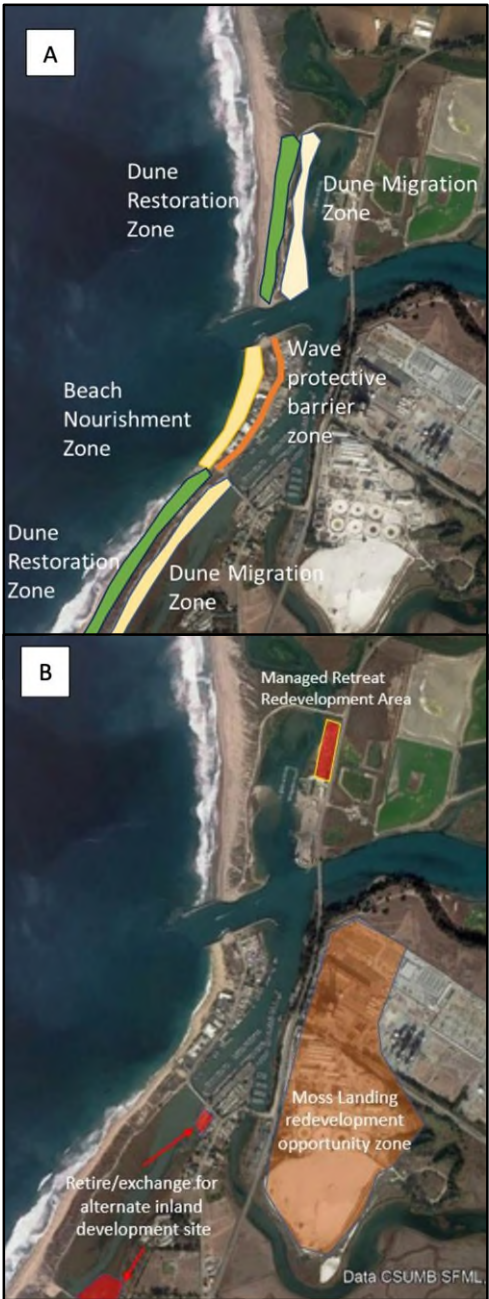 A
Dune
Restoration
Zone
Dune Migration
Zone
Wave
protective
barrier
zone
Beach
Nourishment
Zone
Dune
Restoration
Zone
Dune Migration
Zone
B
Managed Retreat
Redevelopment Area
Moss Landing
redevelopment
opportunity zone
Retire/exchange for
alternate inland
development site
Data CSUMB SFML,